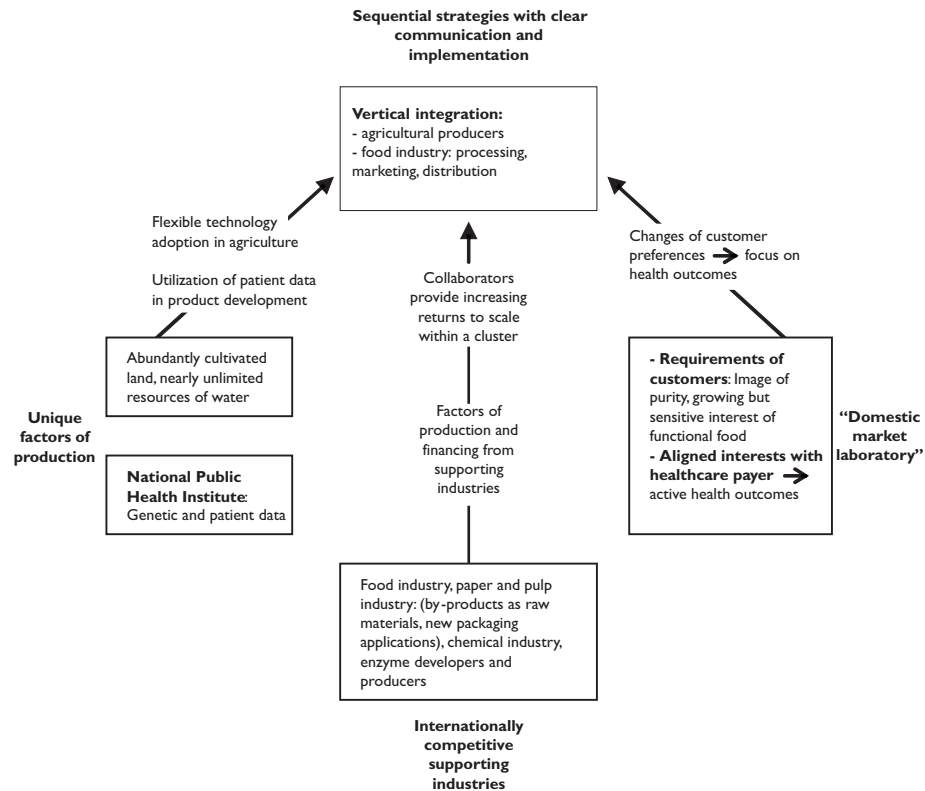 Sequential strategies with clear
communication and
implementation
Vertical integration:
- agricultural producers
- food industry: processing,
marketing, distribution
Flexible technology
adoption in agriculture
Utilization of patient data
in product development
Collaborators
provide increasing
returns to scale
within a cluster
Changes of customer
preferences → focus on
health outcomes
Abundantly cultivated
land, nearly unlimited
resources of water
Unique
factors of
production
National Public
Health Institute:
Genetic and patient data
Factors of
production and
financing from
supporting
industries
- Requirements of
customers: Image of
purity, growing but
sensitive interest of
functional food
- Aligned interests with
healthcare payer →
active health outcomes
“Domestic
market
laboratory”
Food industry, paper and pulp
industry: (by-products as raw
materials, new packaging
applications), chemical industry,
enzyme developers and
producers
Internationally
competitive
supporting
industries